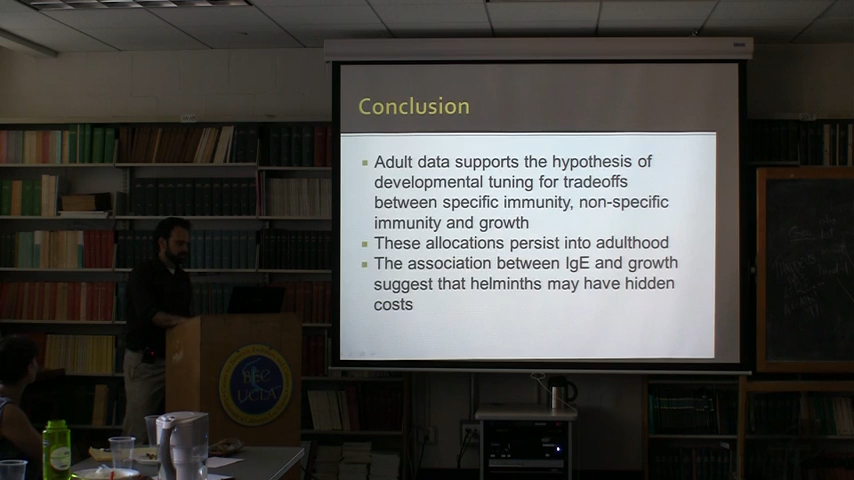 Conclusion
Adult data supports the hypothesis of
developmental tuning for tradeoffs
between specific immunity, non-specific
immunity and growth
These allocations persist into adulthood
The association between IgE and growth
suggest that helminths may have hidden
costs
BEC
UCLA